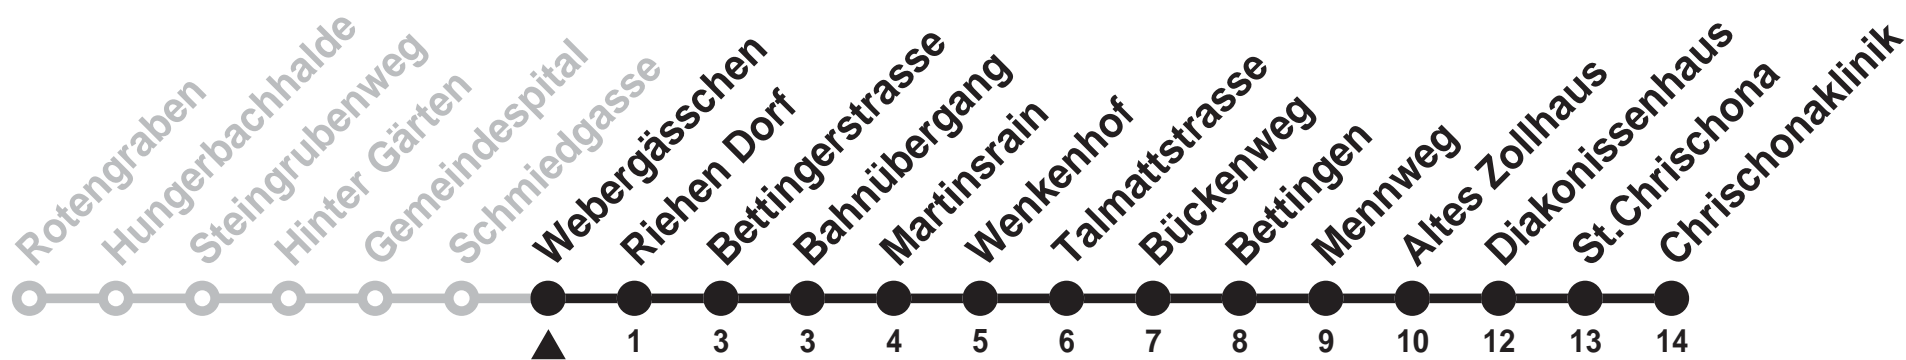 Rotengraben
Hungerbachhalde
Steingrubenweg
Hinter Gärten
Gemeindespital
Schmiedgasse
Webergässchen
Riehen Dorf
Bettingerstrasse
Bahnübergang
Martinsrain
Wenkenhof
Talmattstrasse
Bückenweg
Bettingen
Mennweg
Altes Zollhaus
Diakonissenhaus
St.Chrischona
Chrischonaklinik
1 3 3 4 5 6 7 8 9 10 12 13 14